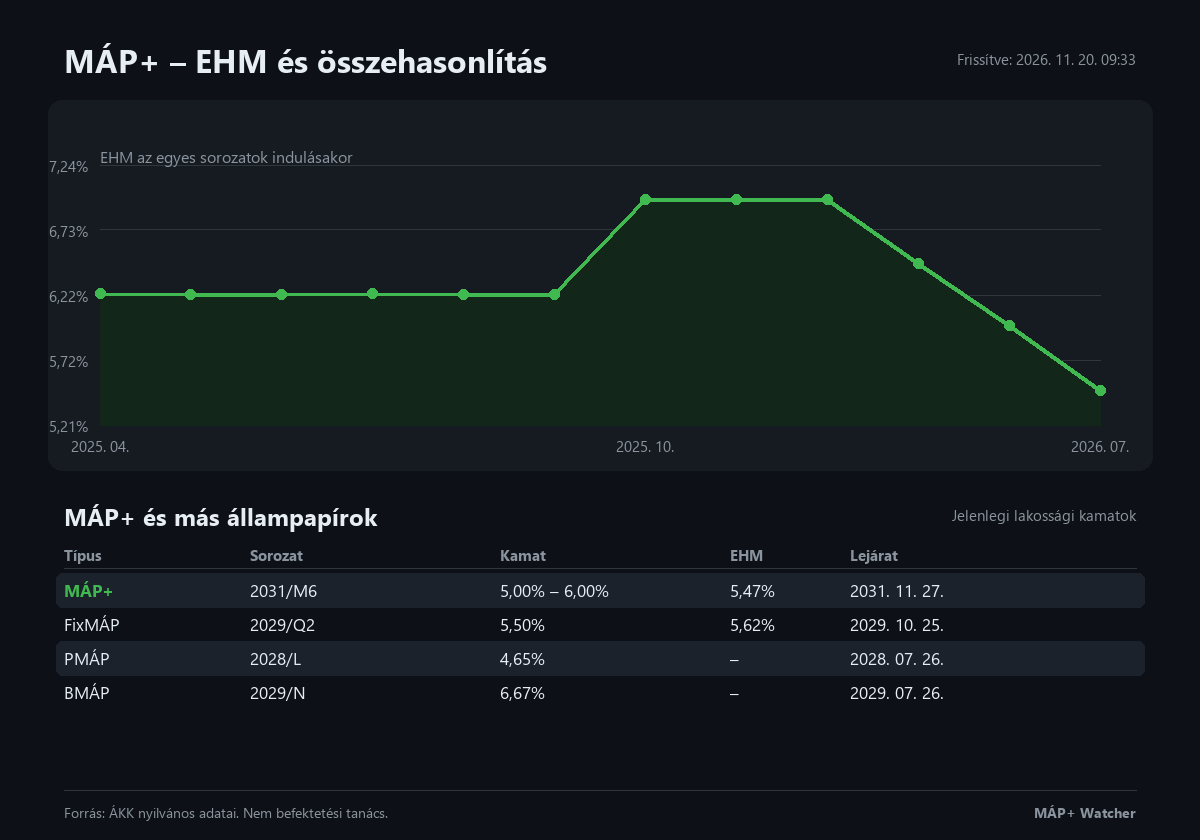 MÁP+ – EHM és összehasonlítás
Frissítve: 2026. 11. 20. 09:33
EHM az egyes sorozatok indulásakor
7,24%
6,73%
6,22%
5,72%
5,21%
2025. 04. 2025. 10. 2026. 07.
MÁP+ és más állampapírok
Jelenlegi lakossági kamatok
Típus Sorozat Kamat EHM Lejárat
MÁP+ 2031/M6 5,00% – 6,00% 5,47% 2031. 11. 27.
FixMÁP 2029/Q2 5,50% 5,62% 2029. 10. 25.
PMÁP 2028/L 4,65% – 2028. 07. 26.
BMÁP 2029/N 6,67% – 2029. 07. 26.
Forrás: ÁKK nyilvános adatai. Nem befektetési tanács.
MÁP+ Watcher